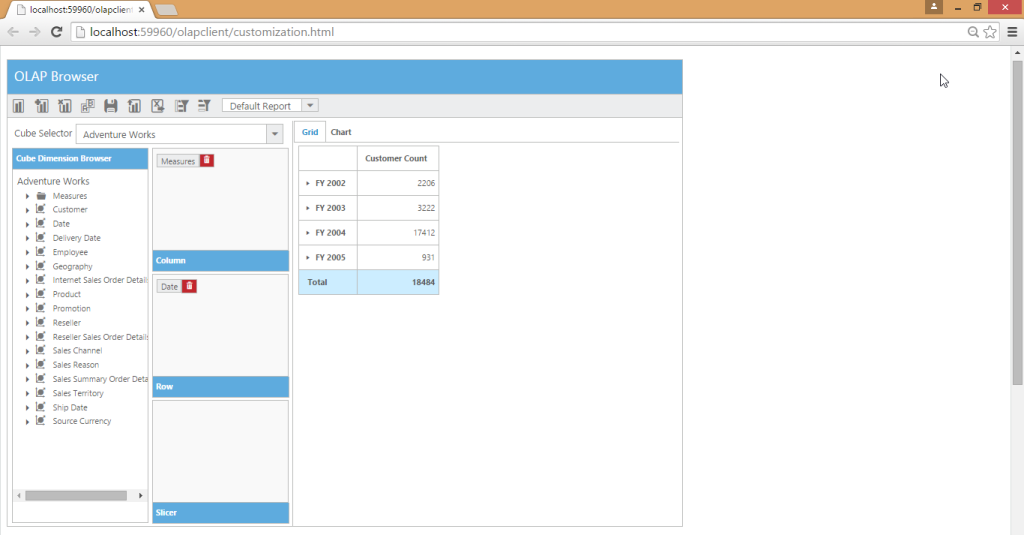 localhost:59960/olapclient
localhost:59960/olapclient/customization.html
OLAP Browser
Default Report
Cube Selector
Adventure Works
Cube Dimension Browser
Adventure Works
Measures
Customer
Date
Delivery Date
Employee
Geography
Internet Sales Order Detail
Product
Promotion
Reseller
Reseller Sales Order Details
Sales Channel
Sales Reason
Sales Summary Order Deta
Sales Territory
Ship Date
Source Currency
Measures
Column
Date
Row
Slicer
Grid Chart
Customer Count
FY 2002 2206
FY 2003 3222
FY 2004 17412
FY 2005 931
Total 18484